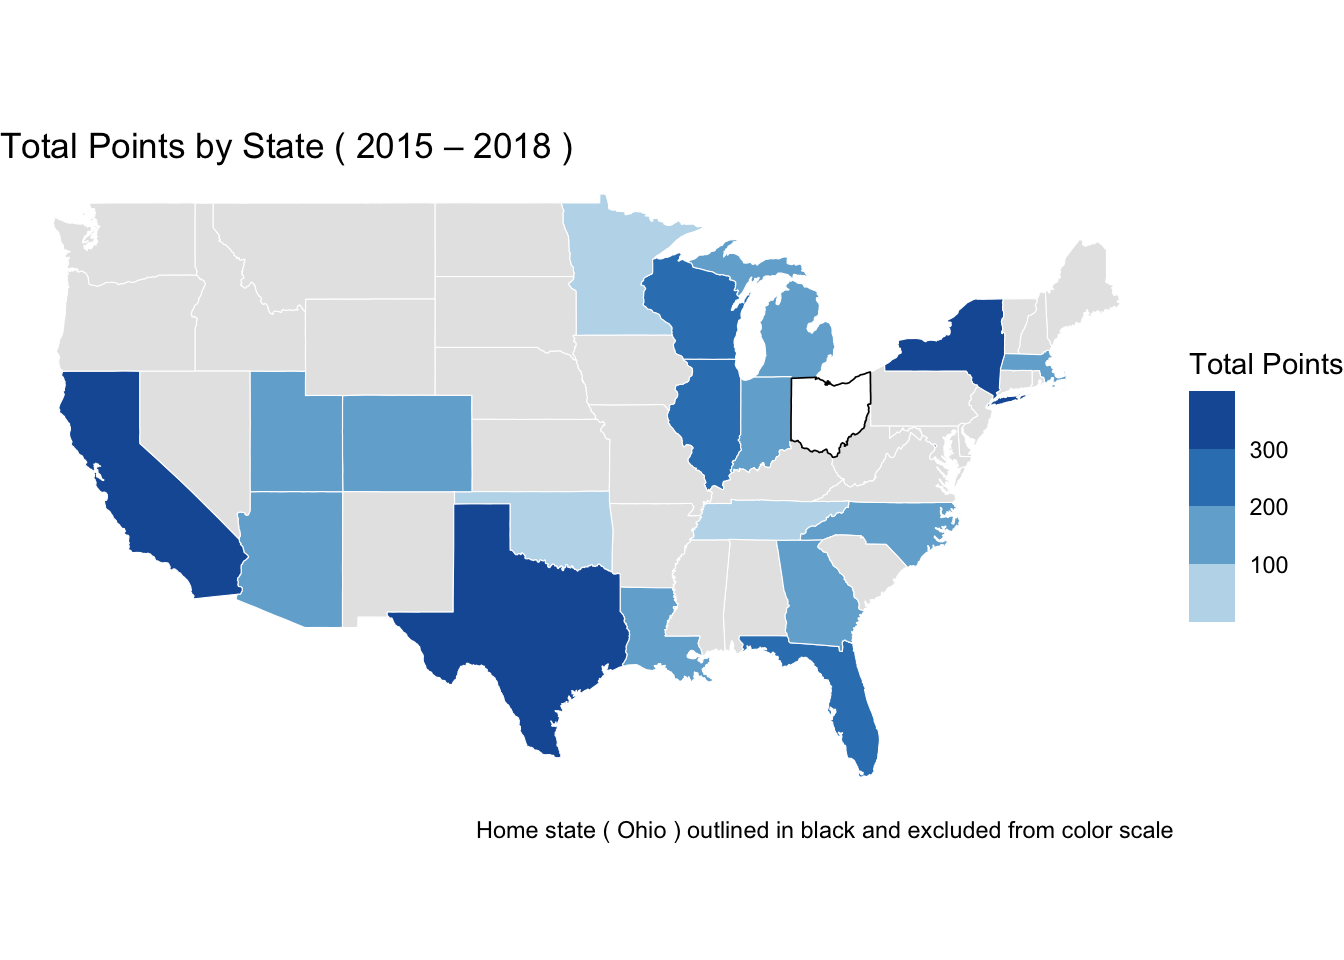 Total Points by State ( 2015 – 2018 )
Total Points
300
200
100
Home state ( Ohio ) outlined in black and excluded from color scale